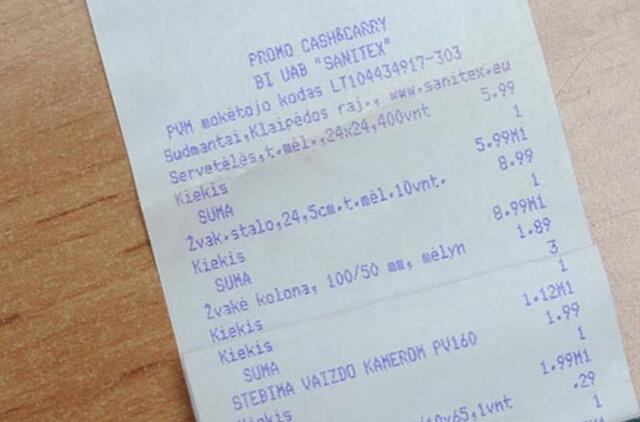 PROMO CASH&CARRY
BI UAB "SANITEX"
PVM mokėtojo kodas LT104434917-303
Sudmantai,Klaipėdos raj., www.sanitex.eu
Servetėlės,t.mėl.,24x24,400vnt 5.99
Kiekis 1
SUMA 5.99M1
Žvak.stalo,24,5cm.t.mėl.10vnt. 8.99
Kiekis 1
SUMA 8.99M1
Žvakė kolona, 100/50 mm, mėlyn 1.89
Kiekis 3
Kiekis 1
SUMA 1.12M1
STEBIMA VAIZDO KAMEROM PV160 1.99
Kiekis 1
1.99M1
10x65,1vnt .29
1